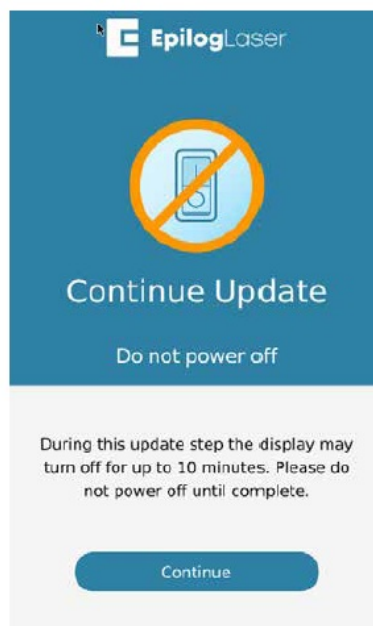 EpilogLaser
Continue Update
Do not power off
During this update step the display may
turn off for up to 10 minutes. Please do
not power off until complete.
Continue